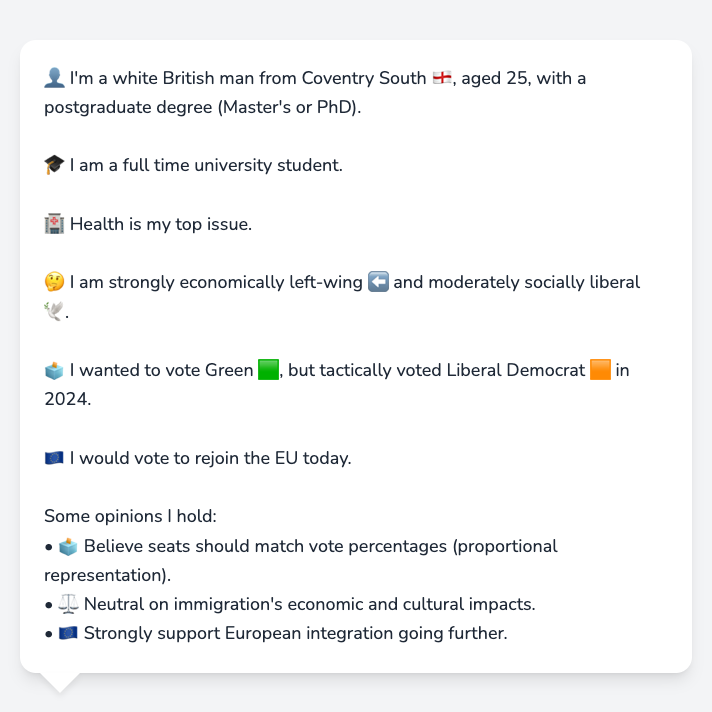 👤 I'm a white British man from Coventry South 🏴󠁧󠁢󠁥󠁮󠁧󠁿, aged 25, with a
postgraduate degree (Master's or PhD).
🎓 I am a full time university student.
🏥 Health is my top issue.
🤔 I am strongly economically left-wing ⬅️ and moderately socially liberal
🕊️.
🗳️ I wanted to vote Green 🟩, but tactically voted Liberal Democrat 🟧 in
2024.
🇪🇺 I would vote to rejoin the EU today.
Some opinions I hold:
• 🗳️ Believe seats should match vote percentages (proportional
representation).
• ⚖️ Neutral on immigration's economic and cultural impacts.
• 🇪🇺 Strongly support European integration going further.